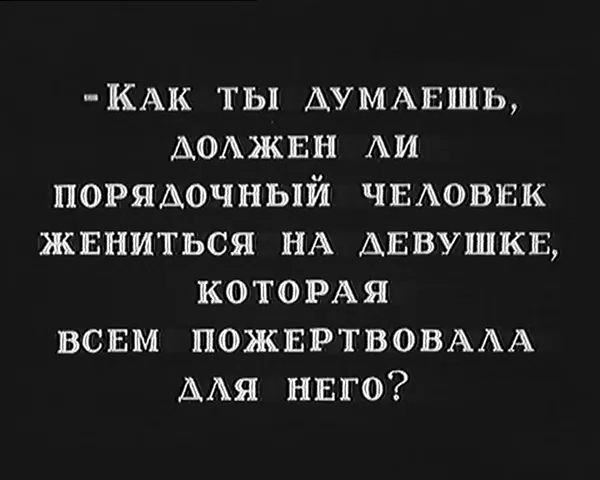 -Как ты думаешь,
должен ли
порядочный человек
жениться на девушке,
которая
всем пожертвовала
для него?